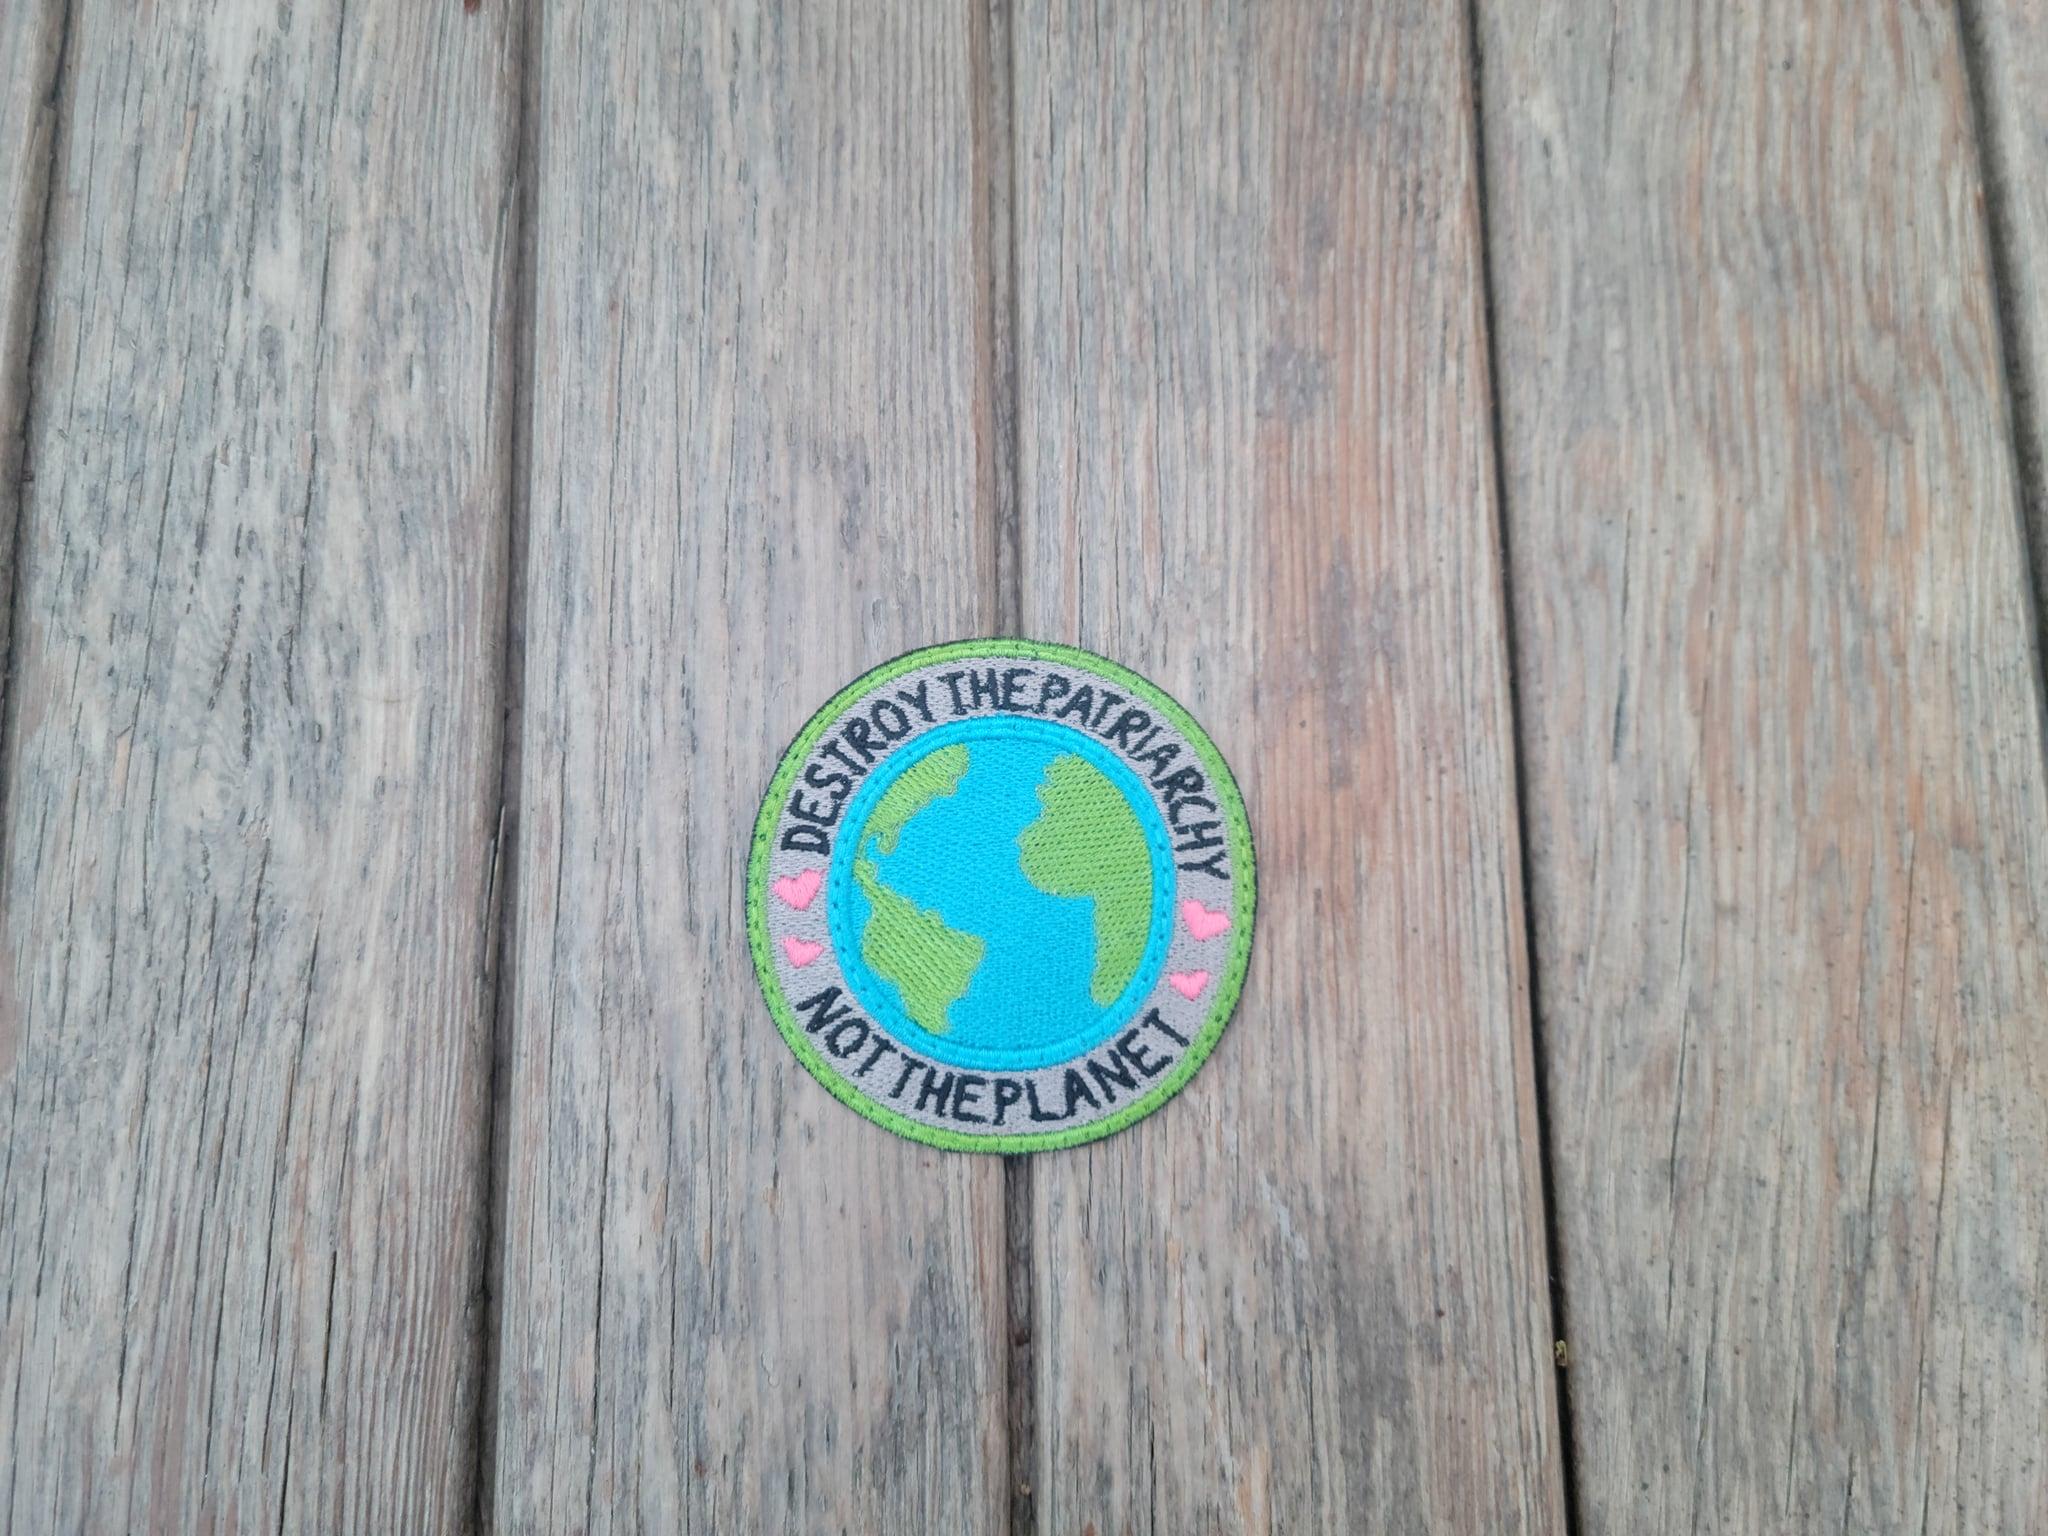 DESTROY THE PATRIARCHY
NOT THE PLANET